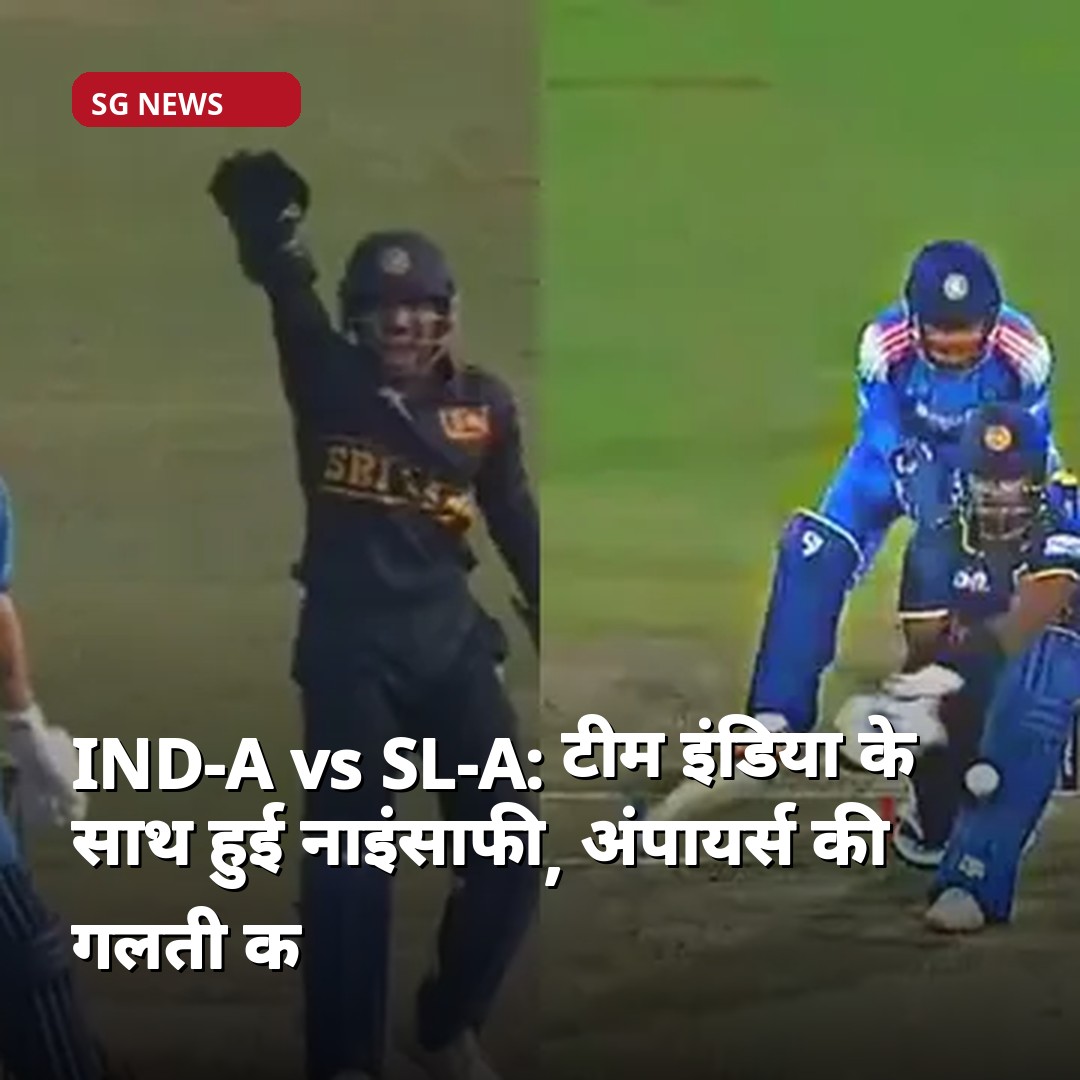 SG NEWS
IND-A vs SL-A: टीम इंडिया के
साथ हुई नाइंसाफी, अंपायर्स की
गलती क